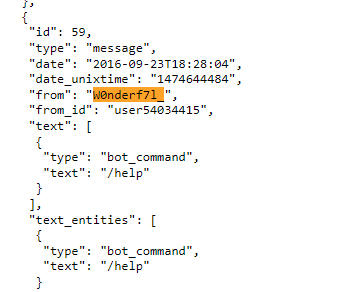 },
{
"id": 59,
"type": "message",
"date": "2016-09-23T18:28:04",
"date_unixtime": "1474644484",
"from": "W0nderf7l_",
"from_id": "user54034415",
"text": [
{
"type": "bot_command",
"text": "/help"
}
],
"text_entities": [
{
"type": "bot_command",
"text": "/help"
}